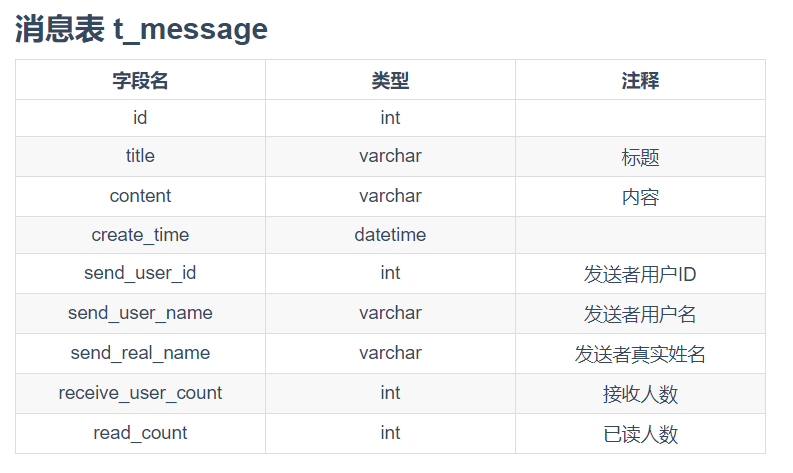 消息表 t_message
字段名 类型 注释
id int
title varchar 标题
content varchar 内容
create_time datetime
send_user_id int 发送者用户ID
send_user_name varchar 发送者用户名
send_real_name varchar 发送者真实姓名
receive_user_count int 接收人数
read_count int 已读人数